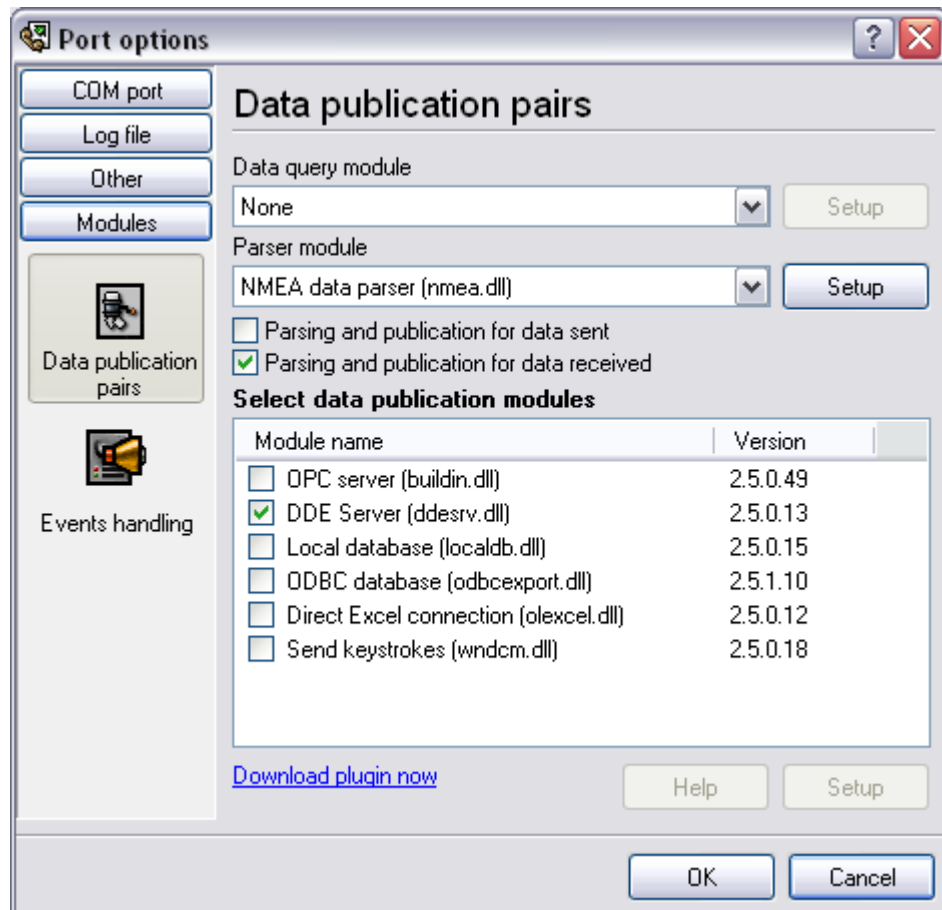 Port options
COM port
Log file
Other
Modules
Data publication
pairs
Events handling
Data publication pairs
Data query module
None
Setup
Parser module
NMEA data parser (nmea.dll)
Setup
Parsing and publication for data sent
Parsing and publication for data received
Select data publication modules
Module name Version
OPC server (buildin.dll) 2.5.0.49
DDE Server (ddesrv.dll) 2.5.0.13
Local database (localdb.dll) 2.5.0.15
ODBC database (odbcexport.dll) 2.5.1.10
Direct Excel connection (olexcel.dll) 2.5.0.12
Send keystrokes (wndcm.dll) 2.5.0.18
Download plugin now
Help
Setup
OK
Cancel